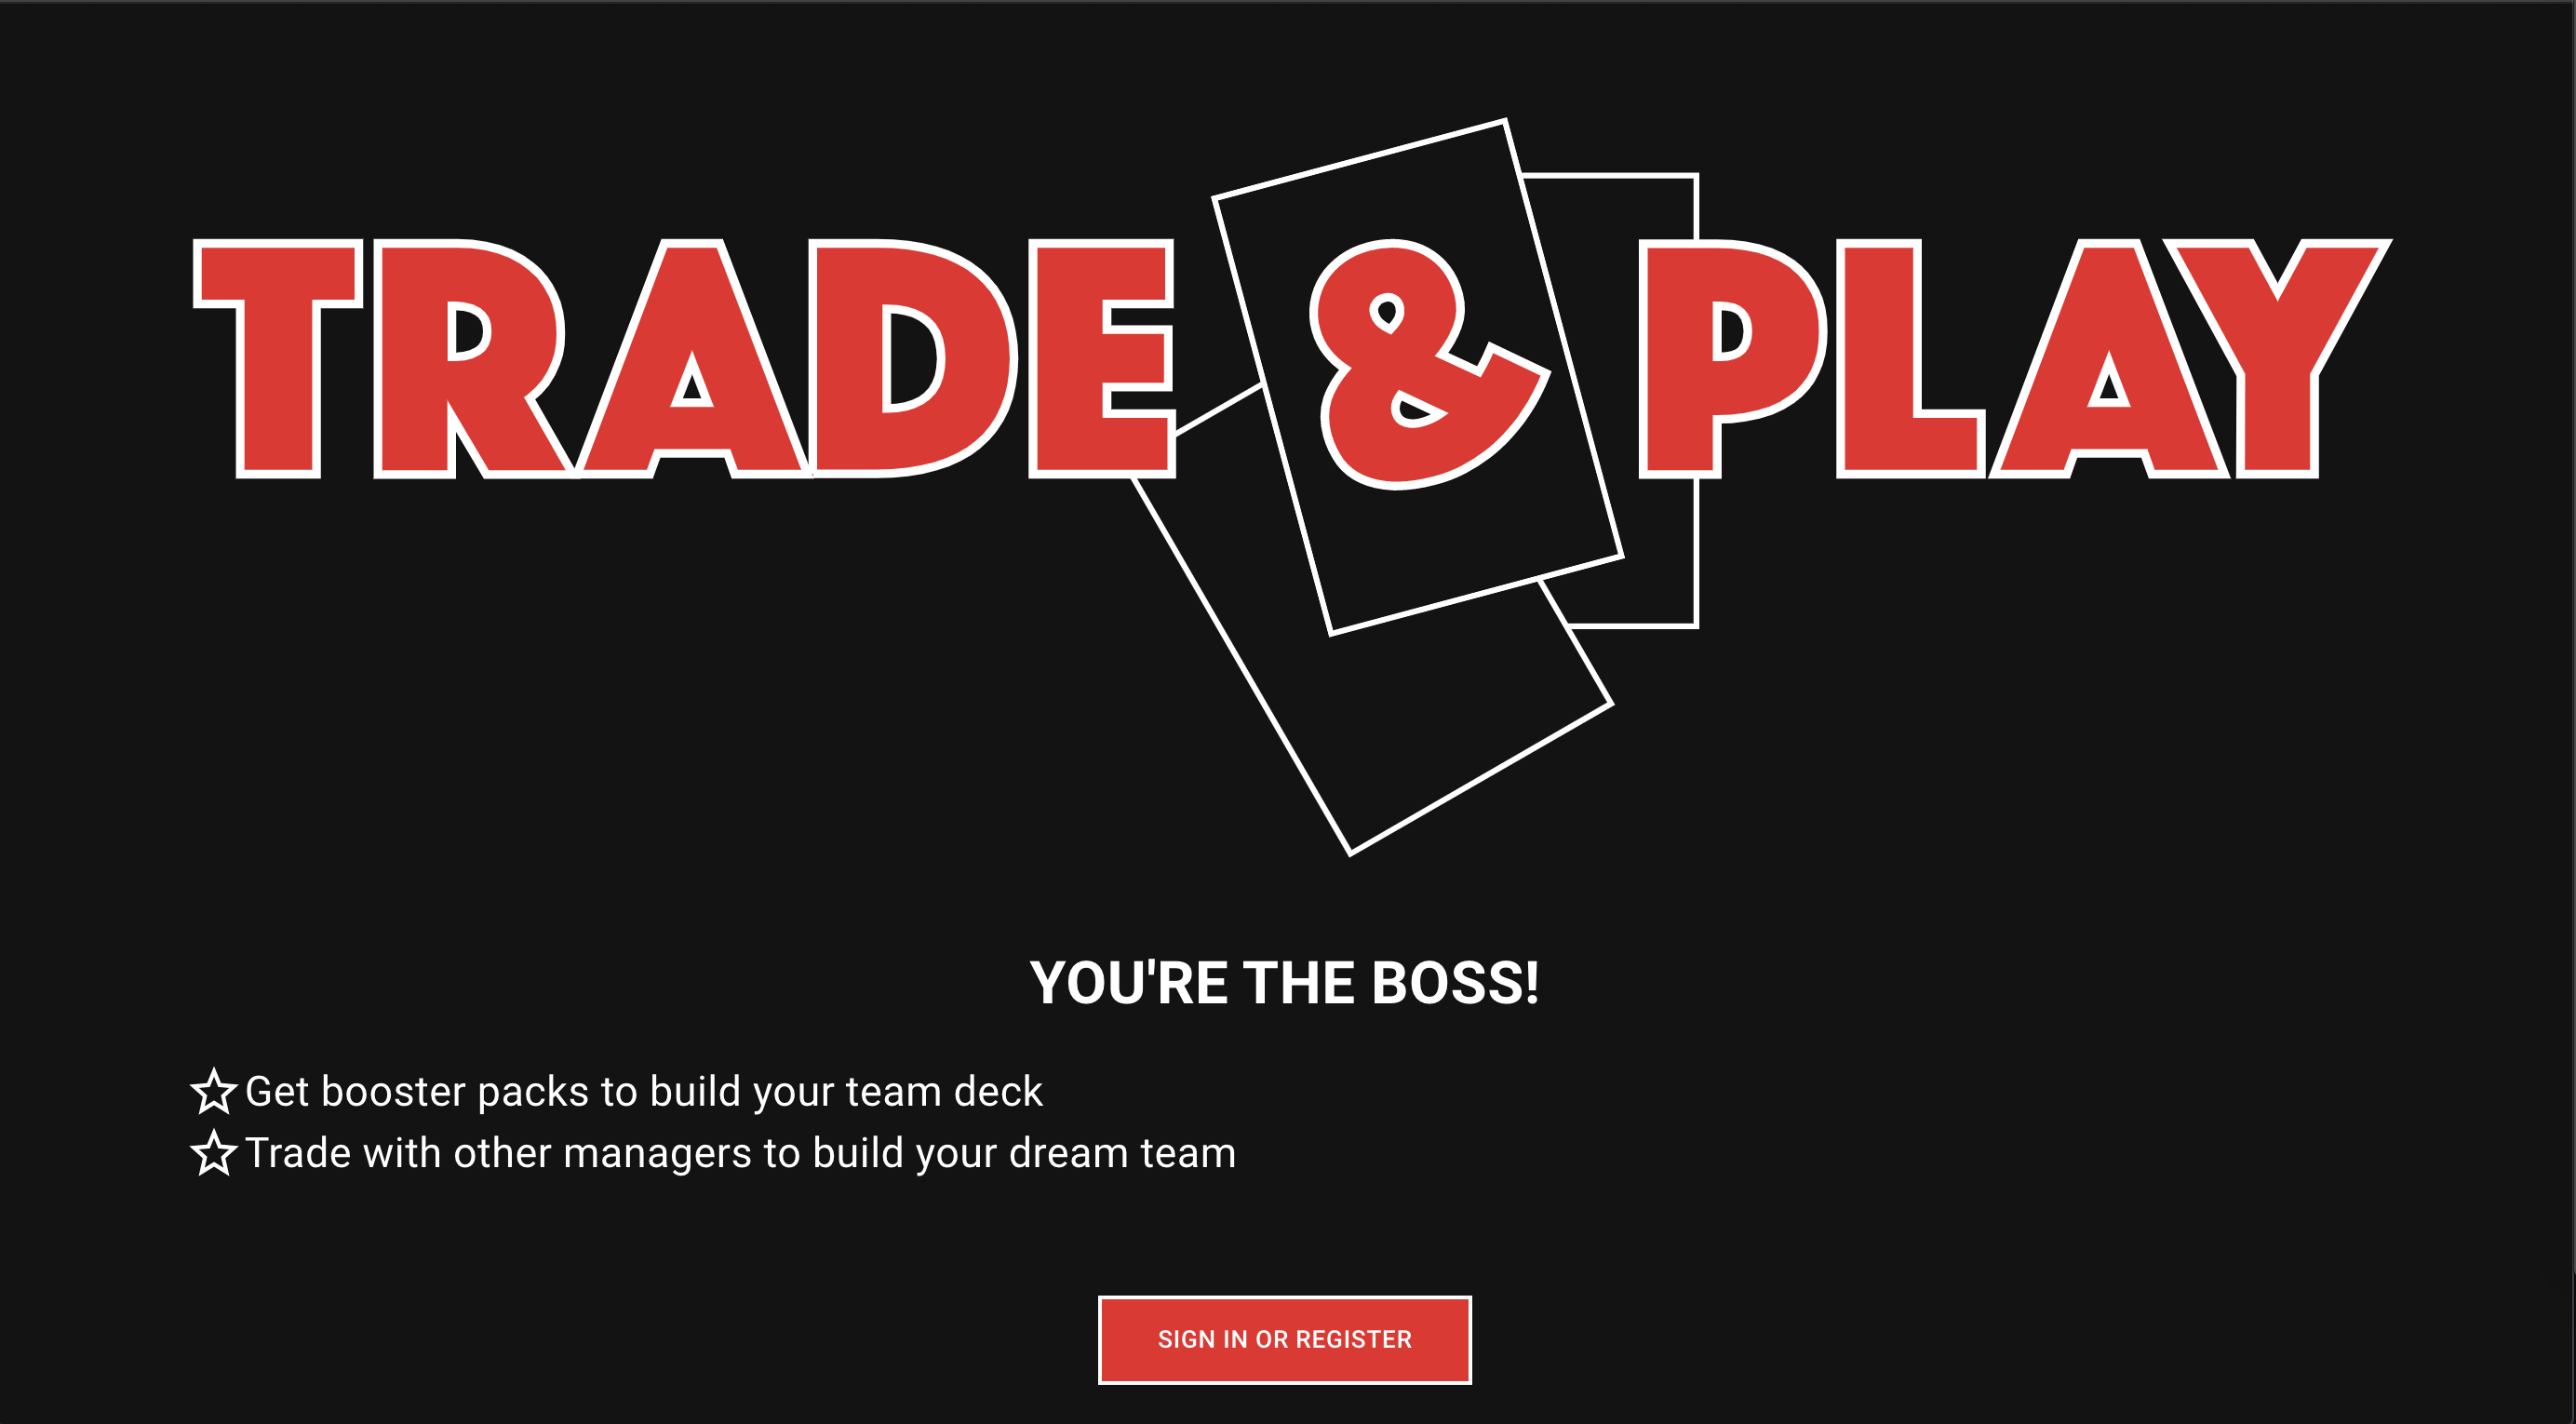 TRADE & PLAY
YOU'RE THE BOSS!
Get booster packs to build your team deck
Trade with other managers to build your dream team
SIGN IN OR REGISTER